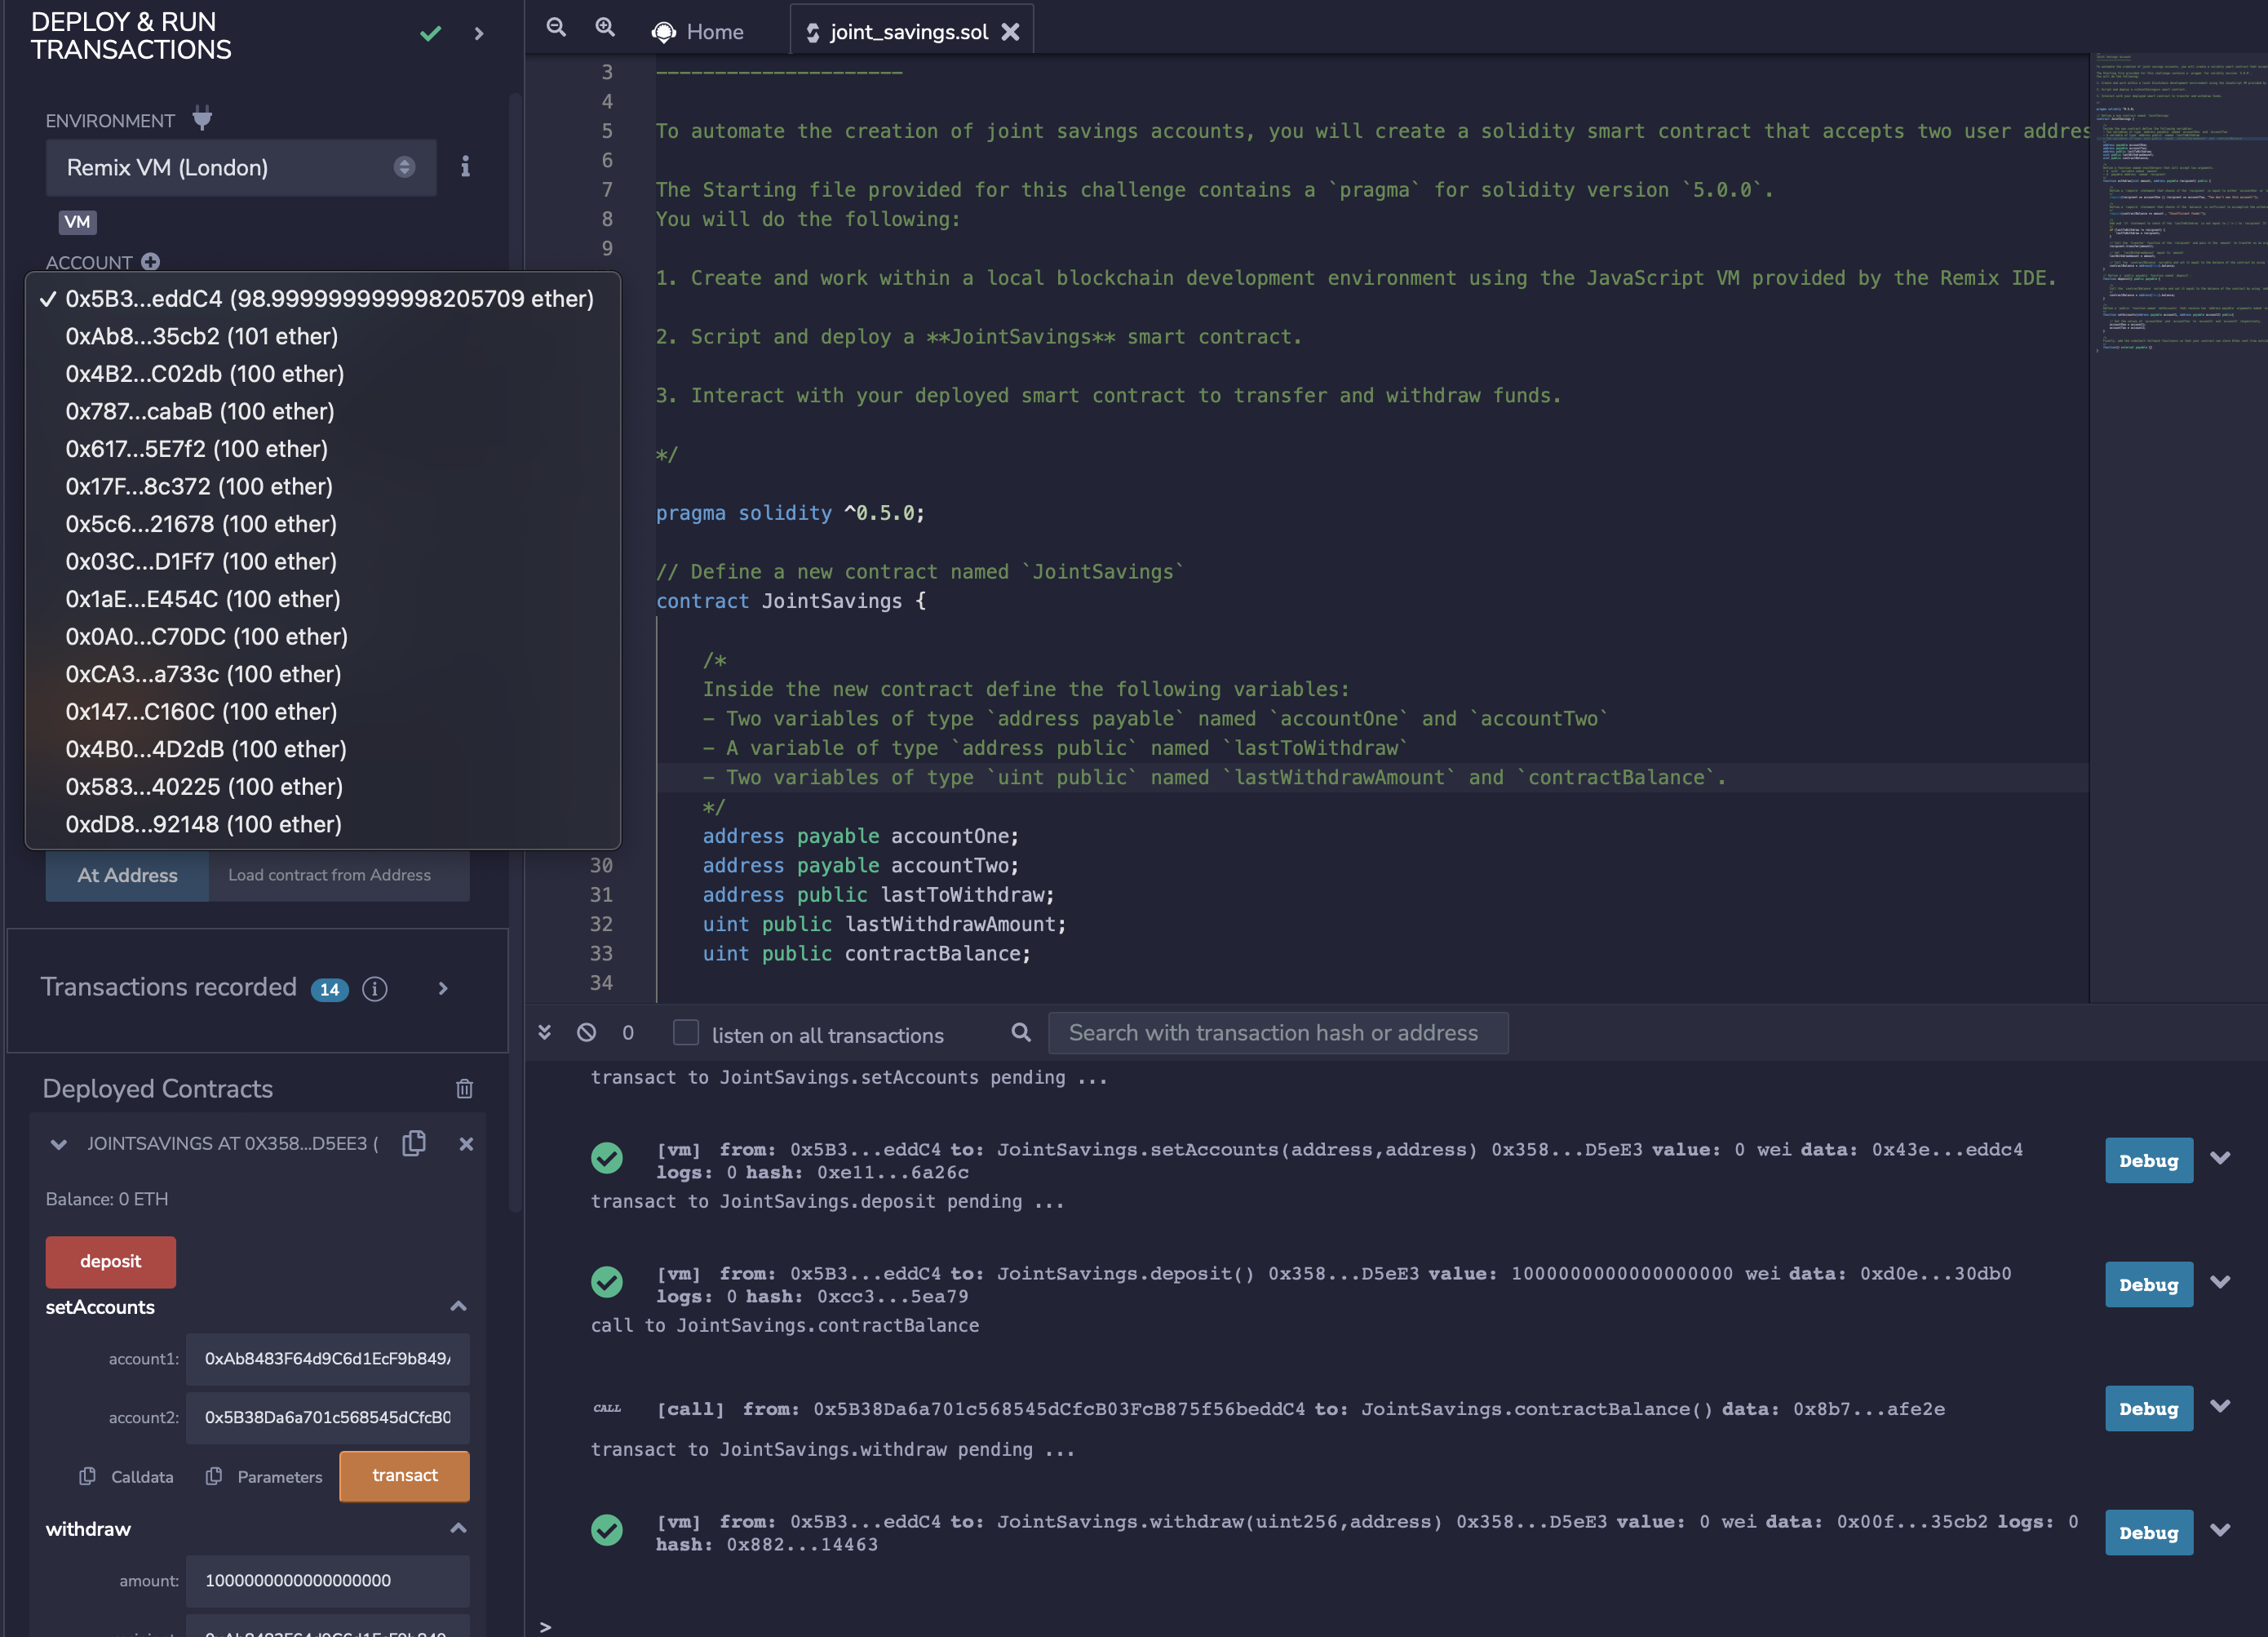 DEPLOY & RUN
TRANSACTIONS
ENVIRONMENT
Remix VM (London)
VM
ACCOUNT
0x5B3...eddC4 (98.999999999998205709 ether)
0xAb8...35cb2 (101 ether)
0x4B2...C02db (100 ether)
0x787...cabaB (100 ether)
0x617...5E7f2 (100 ether)
0x17F...8c372 (100 ether)
0x5c6...21678 (100 ether)
0x03C...D1Ff7 (100 ether)
0x1aE...E454C (100 ether)
0x0A0...C70DC (100 ether)
0xCA3...a733c (100 ether)
0x147...C160C (100 ether)
0x4B0...4D2dB (100 ether)
0x583...40225 (100 ether)
0xdD8...92148 (100 ether)
At Address
Load contract from Address
Transactions recorded 14
Deployed Contracts
JOINTSAVINGS AT 0X358...D5EE3 (
Balance: 0 ETH
deposit
setAccounts
account1: 0xAb8483F64d9C6d1EcF9b849
account2: 0x5B38Da6a701c568545dCfcB0
Calldata Parameters transact
withdraw
amount: 1000000000000000000
Home
joint_savings.sol
3 ---------------------
4
5 To automate the creation of joint savings accounts, you will create a solidity smart contract that accepts two user addres
6
7 The Starting file provided for this challenge contains a `pragma` for solidity version `5.0.0`.
8 You will do the following:
9
1. Create and work within a local blockchain development environment using the JavaScript VM provided by the Remix IDE.
2. Script and deploy a **JointSavings** smart contract.
3. Interact with your deployed smart contract to transfer and withdraw funds.
*/
pragma solidity ^0.5.0;
// Define a new contract named `JointSavings`
contract JointSavings {
/*
Inside the new contract define the following variables:
- Two variables of type `address payable` named `accountOne` and `accountTwo`
- A variable of type `address public` named `lastToWithdraw`
- Two variables of type `uint public` named `lastWithdrawAmount` and `contractBalance`.
*/
address payable accountOne;
30 address payable accountTwo;
31 address public lastToWithdraw;
32 uint public lastWithdrawAmount;
33 uint public contractBalance;
34
0
listen on all transactions
Search with transaction hash or address
transact to JointSavings.setAccounts pending ...
[vm] from: 0x5B3...eddC4 to: JointSavings.setAccounts(address,address) 0x358...D5eE3 value: 0 wei data: 0x43e...eddc4
logs: 0 hash: 0xe11...6a26c
Debug
transact to JointSavings.deposit pending ...
[vm] from: 0x5B3...eddC4 to: JointSavings.deposit() 0x358...D5eE3 value: 1000000000000000000 wei data: 0xd0e...30db0
logs: 0 hash: 0xcc3...5ea79
Debug
call to JointSavings.contractBalance
CALL
[call] from: 0x5B38Da6a701c568545dCfcB03FcB875f56beddC4 to: JointSavings.contractBalance() data: 0x8b7...afe2e
Debug
transact to JointSavings.withdraw pending ...
[vm] from: 0x5B3...eddC4 to: JointSavings.withdraw(uint256,address) 0x358...D5eE3 value: 0 wei data: 0x00f...35cb2 logs: 0
hash: 0x882...14463
Debug
>